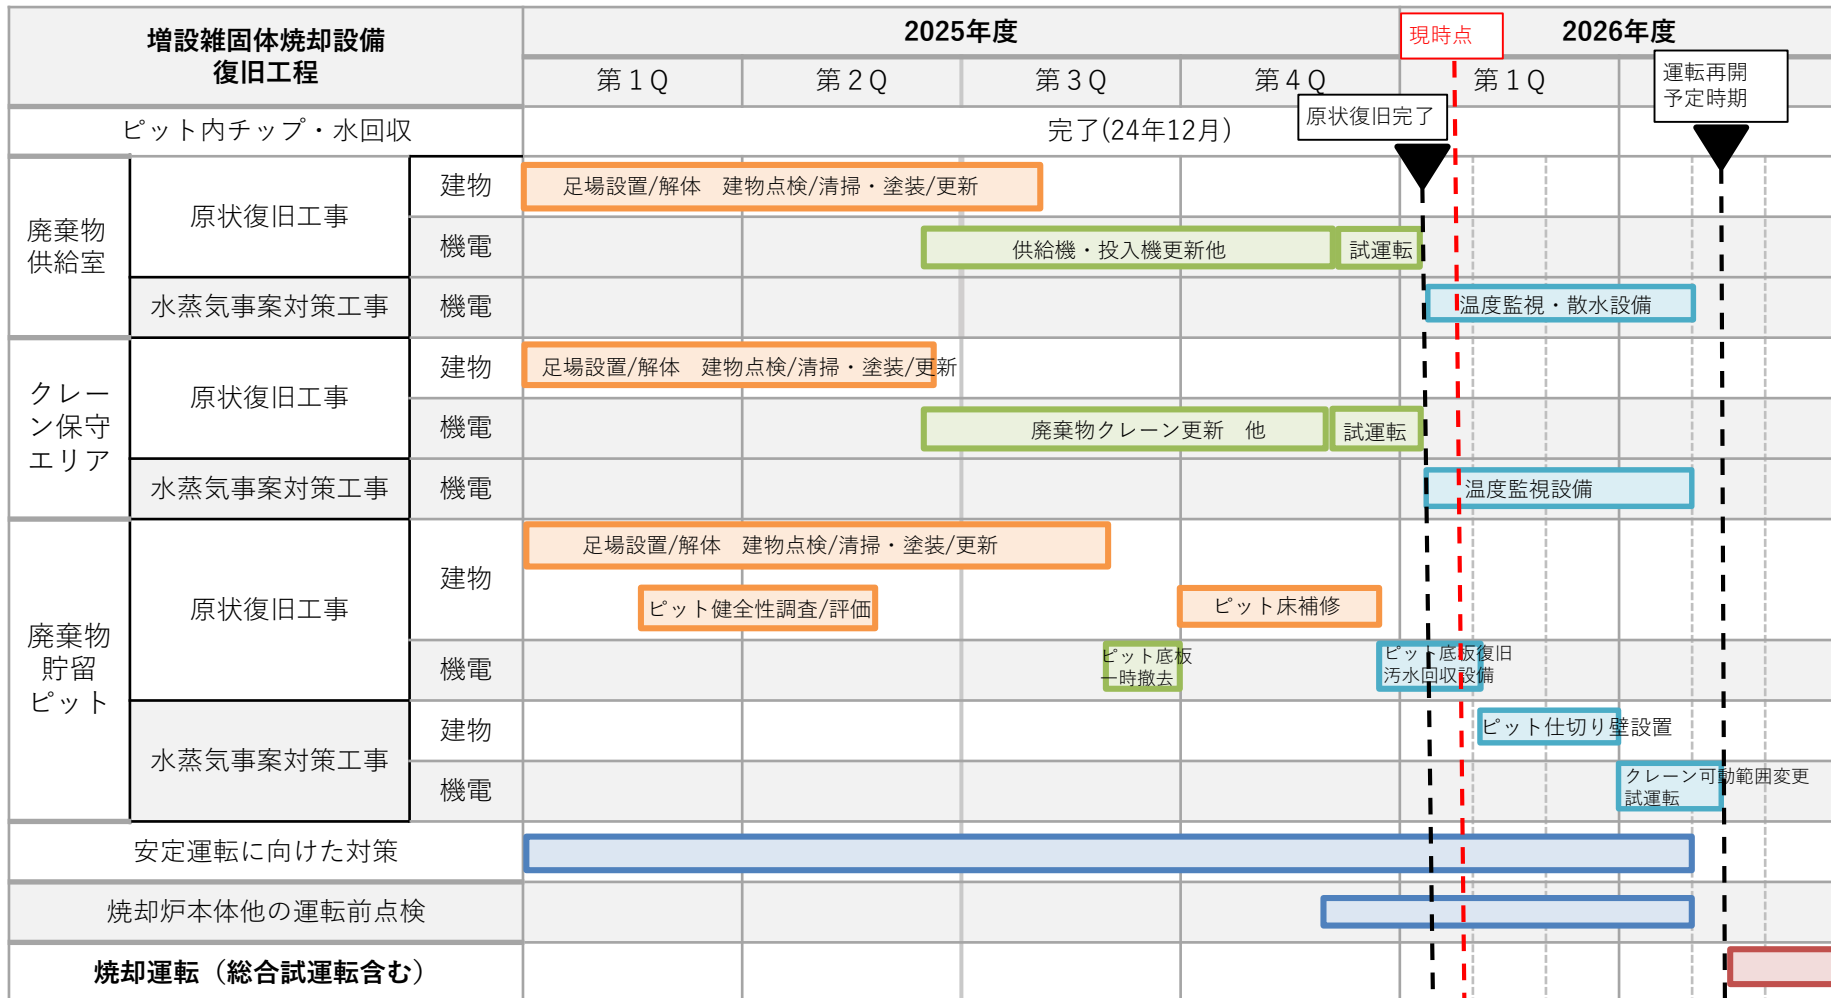 増設雑固体焼却設備
復旧工程
2025年度
現時点
2026年度
第1Q
第2Q
第3Q
第4Q
第1Q
運転再開
予定時期
原状復旧完了
ピット内チップ・水回収
完了(24年12月)
廃棄物
供給室
原状復旧工事
建物
足場設置/解体　建物点検/清掃・塗装/更新
機電
供給機・投入機更新他
試運転
水蒸気事案対策工事
機電
温度監視・散水設備
クレー
ン保守
エリア
原状復旧工事
建物
足場設置/解体　建物点検/清掃・塗装/更新
機電
廃棄物クレーン更新　他
試運転
水蒸気事案対策工事
機電
温度監視設備
廃棄物
貯留
ピット
原状復旧工事
建物
足場設置/解体　建物点検/清掃・塗装/更新
ピット健全性調査/評価
ピット床補修
機電
ピット底板
一時撤去
ピット底板復旧
汚水回収設備
水蒸気事案対策工事
建物
ピット仕切り壁設置
機電
クレーン可動範囲変更
試運転
安定運転に向けた対策
焼却炉本体他の運転前点検
焼却運転（総合試運転含む）